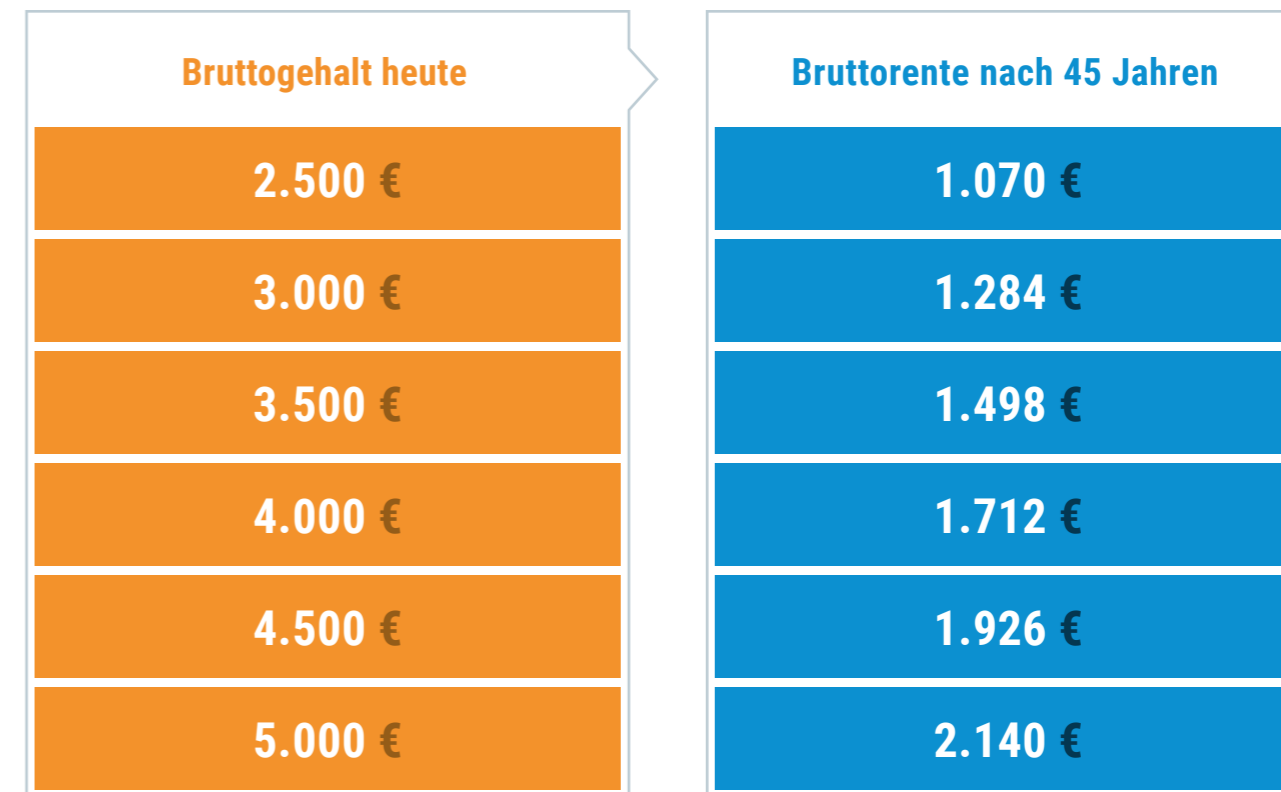 Bruttogehalt heute Bruttorente nach 45 Jahren
2.500 € 1.070 €
3.000 € 1.284 €
3.500 € 1.498 €
4.000 € 1.712 €
4.500 € 1.926 €
5.000 € 2.140 €